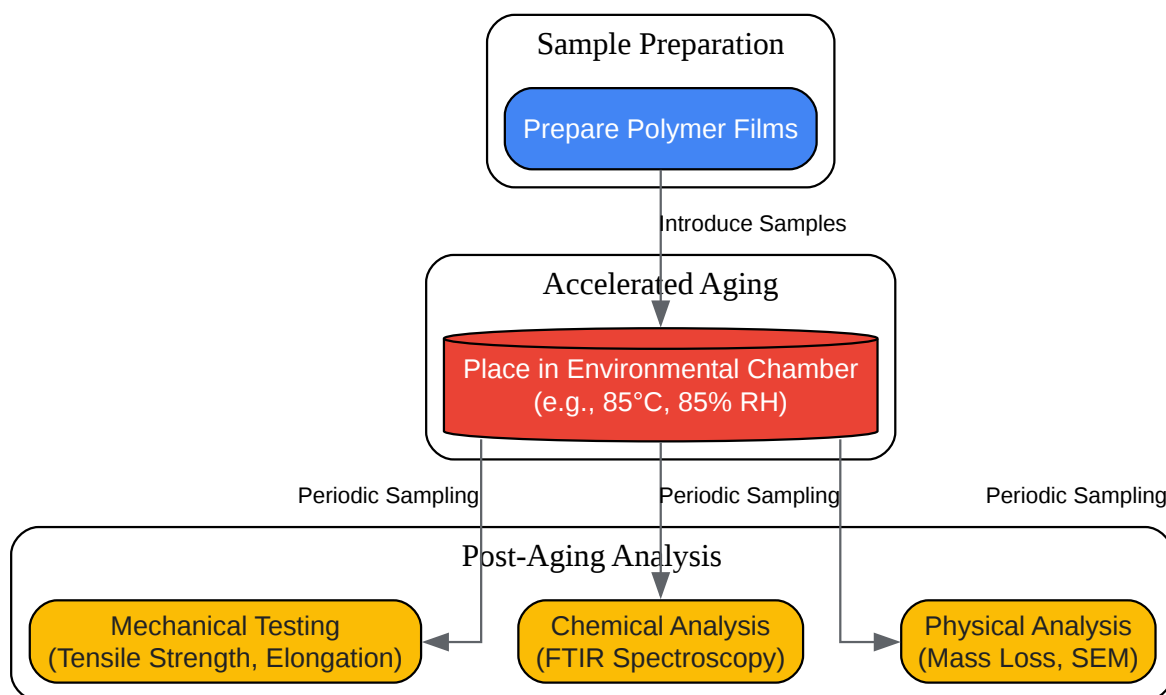 Sample Preparation
Prepare Polymer Films
Introduce Samples
Accelerated Aging
Place in Environmental Chamber
(e.g., 85°C, 85% RH)
Periodic Sampling
Periodic Sampling
Periodic Sampling
Post-Aging Analysis
Mechanical Testing
(Tensile Strength, Elongation)
Chemical Analysis
(FTIR Spectroscopy)
Physical Analysis
(Mass Loss, SEM)